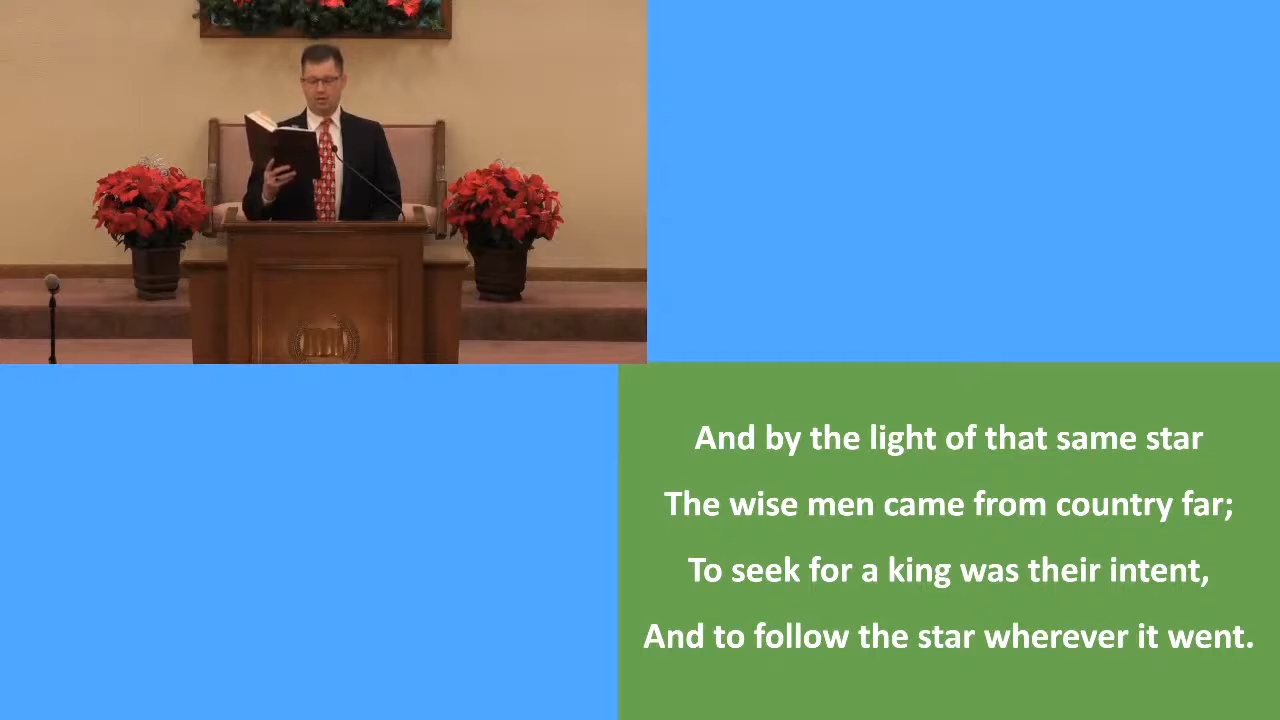 And by the light of that same star
The wise men came from country far;
To seek for a king was their intent,
And to follow the star wherever it went.